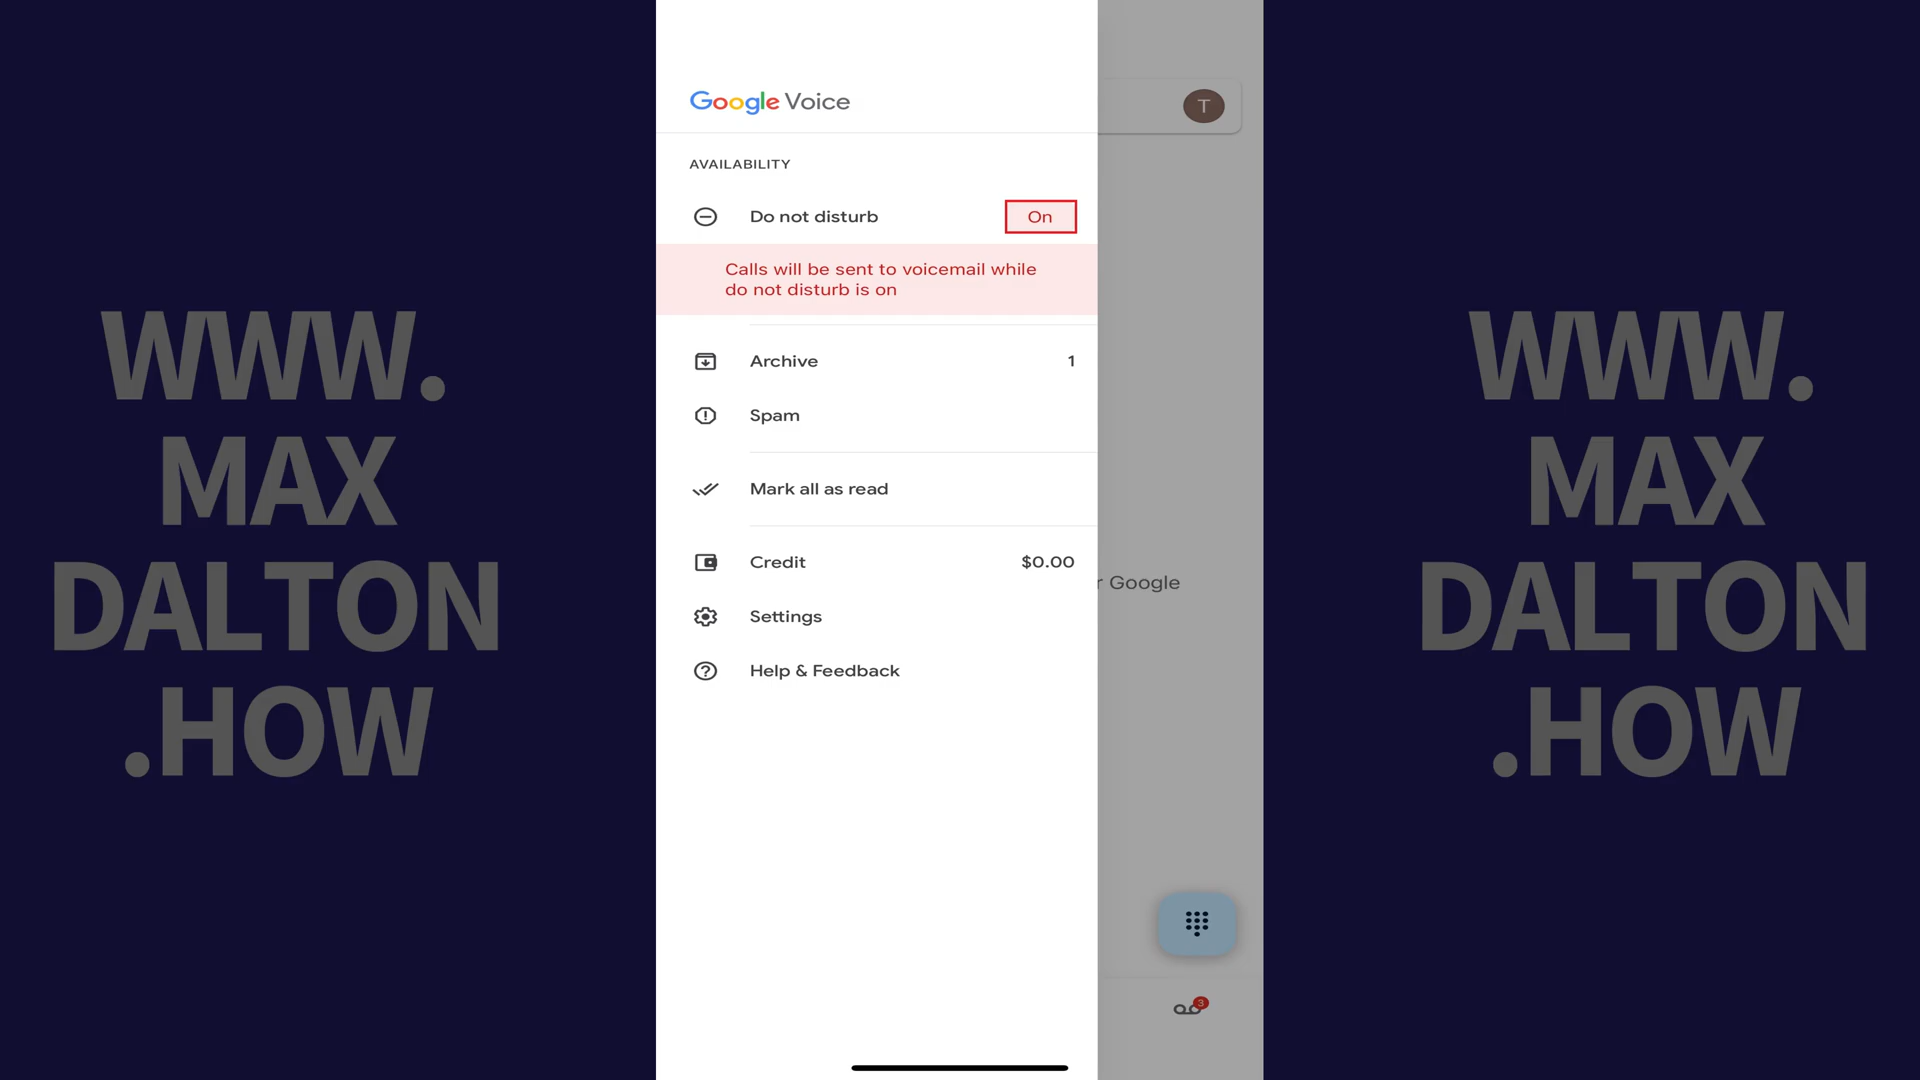 WWW.
MAX
DALTON
.HOW
Google Voice
T
AVAILABILITY
Do not disturb On
Calls will be sent to voicemail while
do not disturb is on
Archive 1
Spam
Mark all as read
Credit $0.00
r Google
Settings
Help & Feedback
3
WWW.
MAX
DALTON
.HOW